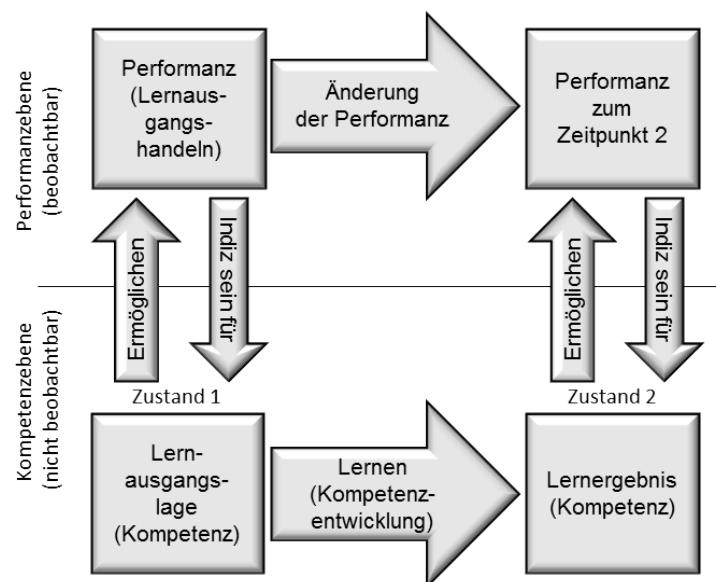 Performanzebene
(beobachtbar)
Performanz
(Lernaus-
gangs-
handeln)
Änderung
der Performanz
Performanz
zum
Zeitpunkt 2
Ermöglichen
Indiz sein für
Ermöglichen
Indiz sein für
Kompetenzebene
(nicht beobachtbar)
Zustand 1
Zustand 2
Lern-
ausgangs-
lage
(Kompetenz)
Lernen
(Kompetenz-
entwicklung)
Lernergebnis
(Kompetenz)